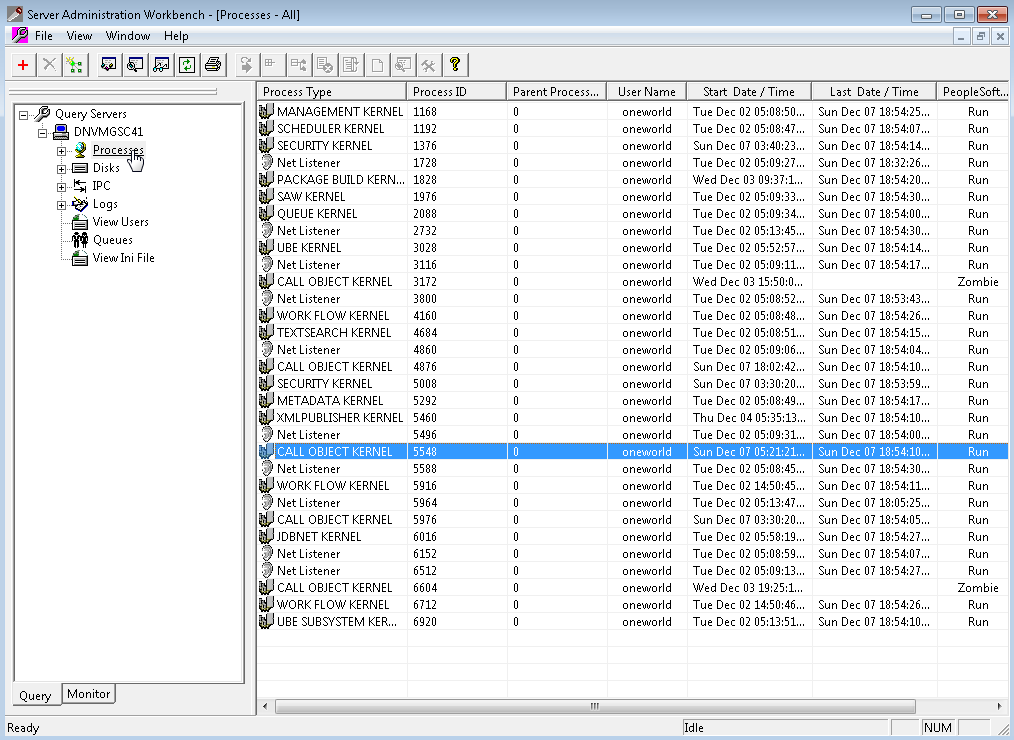 Server Administration Workbench - [Processes - All]
File View Window Help
Query Servers
DNVMGSC41
Processes
Disks
IPC
Logs
View Users
Queues
View Ini File
Query Monitor
Process Type Process ID Parent Process... User Name Start Date / Time Last Date / Time PeopleSoft...
MANAGEMENT KERNEL 1168 0 oneworld Tue Dec 02 05:08:50... Sun Dec 07 18:54:25... Run
SCHEDULER KERNEL 1192 0 oneworld Tue Dec 02 05:08:47... Sun Dec 07 18:54:07... Run
SECURITY KERNEL 1376 0 oneworld Sun Dec 07 03:40:23... Sun Dec 07 18:54:14... Run
Net Listener 1728 0 oneworld Tue Dec 02 05:09:17... Sun Dec 07 18:32:26... Run
PACKAGE BUILD KERN... 1828 0 oneworld Wed Dec 03 09:37:1... Sun Dec 07 18:54:20... Run
SAW KERNEL 1976 0 oneworld Tue Dec 02 05:09:33... Sun Dec 07 18:54:30... Run
QUEUE KERNEL 2088 0 oneworld Tue Dec 02 05:09:34... Sun Dec 07 18:54:00... Run
Net Listener 2732 0 oneworld Tue Dec 02 05:13:45... Sun Dec 07 18:54:30... Run
UBE KERNEL 3028 0 oneworld Tue Dec 02 05:52:57... Sun Dec 07 18:54:14... Run
Net Listener 3116 0 oneworld Tue Dec 02 05:09:11... Sun Dec 07 18:54:17... Run
CALL OBJECT KERNEL 3172 0 oneworld Wed Dec 03 15:50:0... Zombie
Net Listener 3800 0 oneworld Tue Dec 02 05:08:52... Sun Dec 07 18:53:43... Run
WORK FLOW KERNEL 4160 0 oneworld Tue Dec 02 05:08:48... Sun Dec 07 18:54:26... Run
TEXTSEARCH KERNEL 4684 0 oneworld Tue Dec 02 05:08:51... Sun Dec 07 18:54:15... Run
Net Listener 4860 0 oneworld Tue Dec 02 05:09:06... Sun Dec 07 18:54:04... Run
CALL OBJECT KERNEL 4876 0 oneworld Sun Dec 07 18:02:42... Sun Dec 07 18:54:10... Run
SECURITY KERNEL 5008 0 oneworld Sun Dec 07 03:30:20... Sun Dec 07 18:53:59... Run
METADATA KERNEL 5292 0 oneworld Tue Dec 02 05:08:49... Sun Dec 07 18:54:17... Run
XMLPUBLISHER KERNEL 5460 0 oneworld Thu Dec 04 05:35:13... Sun Dec 07 18:54:10... Run
Net Listener 5496 0 oneworld Tue Dec 02 05:09:31... Sun Dec 07 18:54:00... Run
CALL OBJECT KERNEL 5548 0 oneworld Sun Dec 07 05:21:21... Sun Dec 07 18:54:10... Run
Net Listener 5588 0 oneworld Tue Dec 02 05:08:45... Sun Dec 07 18:54:30... Run
WORK FLOW KERNEL 5916 0 oneworld Tue Dec 02 14:50:45... Sun Dec 07 18:54:11... Run
Net Listener 5964 0 oneworld Tue Dec 02 05:13:47... Sun Dec 07 18:05:25... Run
CALL OBJECT KERNEL 5976 0 oneworld Sun Dec 07 03:30:20... Sun Dec 07 18:54:05... Run
JDBNET KERNEL 6016 0 oneworld Tue Dec 02 05:58:19... Sun Dec 07 18:54:27... Run
Net Listener 6152 0 oneworld Tue Dec 02 05:08:59... Sun Dec 07 18:54:07... Run
Net Listener 6512 0 oneworld Tue Dec 02 05:09:13... Sun Dec 07 18:54:27... Run
CALL OBJECT KERNEL 6604 0 oneworld Wed Dec 03 19:25:1... Zombie
WORK FLOW KERNEL 6712 0 oneworld Tue Dec 02 14:50:46... Sun Dec 07 18:54:26... Run
UBE SUBSYSTEM KER... 6920 0 oneworld Tue Dec 02 05:13:51... Sun Dec 07 18:54:10... Run
Ready Idle NUM